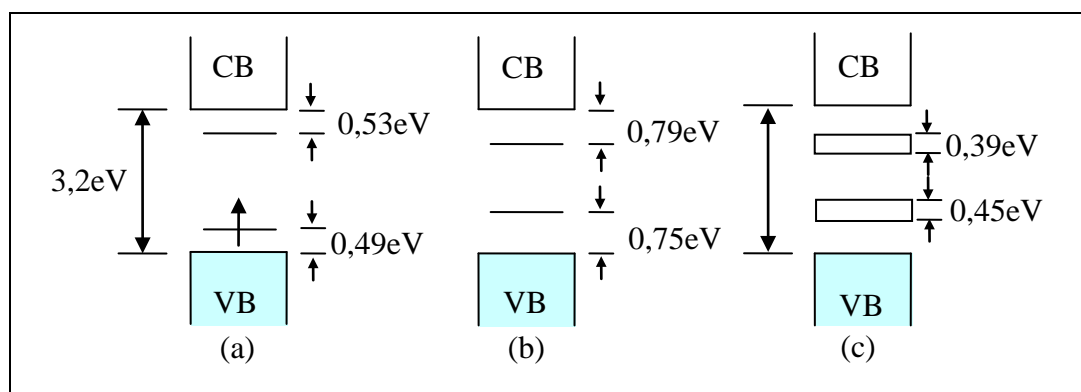 CB
0,53eV
3,2eV
0,49eV
VB
(a)
CB
0,79eV
0,75eV
VB
(b)
CB
0,39eV
0,45eV
VB
(c)